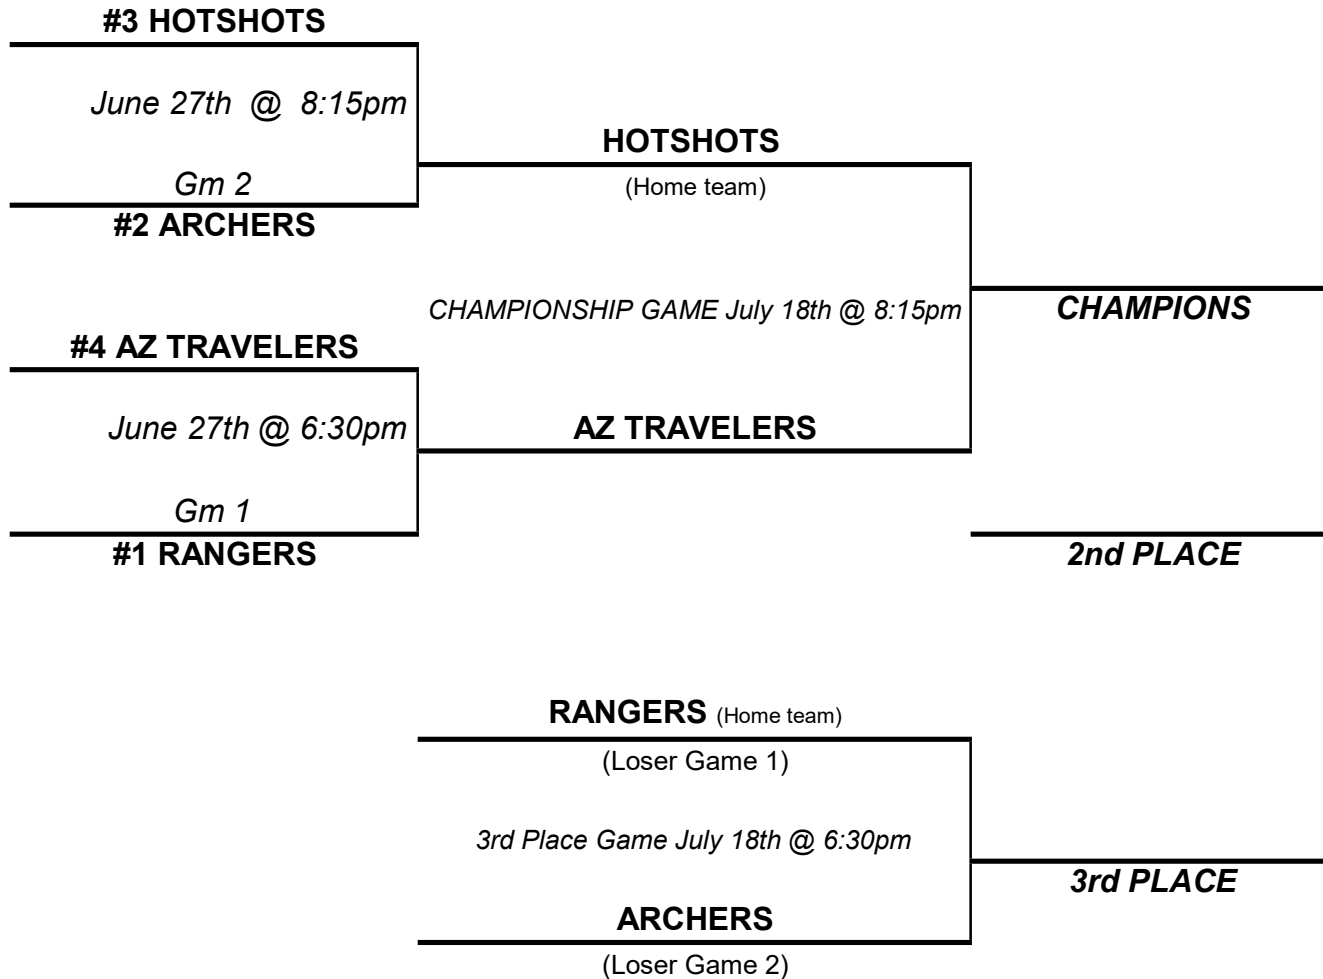 #3 HOTSHOTS
June 27th @ 8:15pm
Gm 2
#2 ARCHERS
HOTSHOTS
(Home team)
CHAMPIONSHIP GAME July 18th @ 8:15pm
CHAMPIONS
#4 AZ TRAVELERS
June 27th @ 6:30pm
Gm 1
#1 RANGERS
AZ TRAVELERS
2nd PLACE
RANGERS (Home team)
(Loser Game 1)
3rd Place Game July 18th @ 6:30pm
ARCHERS
(Loser Game 2)
3rd PLACE